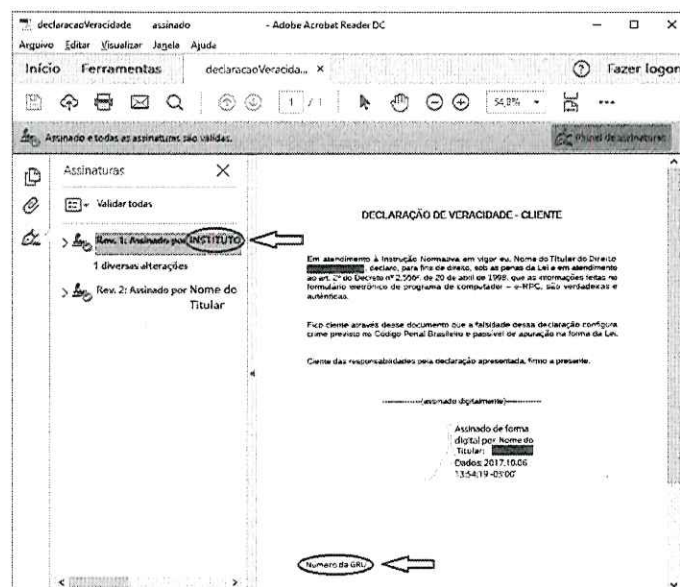 declaracaoVeracidade assinado - Adobe Acrobat Reader DC
Arquivo Editar Visualizar Janela Ajuda
Início Ferramentas declaracaoVeracida... × Fazer logon
1 / 1 54,8%
Assinado e todas as assinaturas são válidas. Painel de assinaturas
Assinaturas
Validar todas
Rev. 1: Assinado por INSTITUTO
1 diversas alterações
Rev. 2: Assinado por Nome do
Titular
DECLARAÇÃO DE VERACIDADE - CLIENTE
Em atendimento à Instrução Normativa em vigor eu, Nome do Titular do Direito
, declaro, para fins de direito, sob as penas da Lei e em atendimento
ao art. 2º do Decreto nº 2.556, de 20 de abril de 1998, que as informações feitas no
formulário eletrônico de programa de computador – e-RPC, são verdadeiras e
autênticas.
Fico ciente através desse documento que a falsidade dessa declaração configura
crime previsto no Código Penal Brasileiro e passível de apuração na forma da Lei.
Ciente das responsabilidades pela declaração apresentada, firmo a presente.
---------------(assinado digitalmente)-------------
Assinado de forma
digital por Nome do
Titular:
Dados: 2017.10.06
13:54:19 -03'00'
Numero da GRU